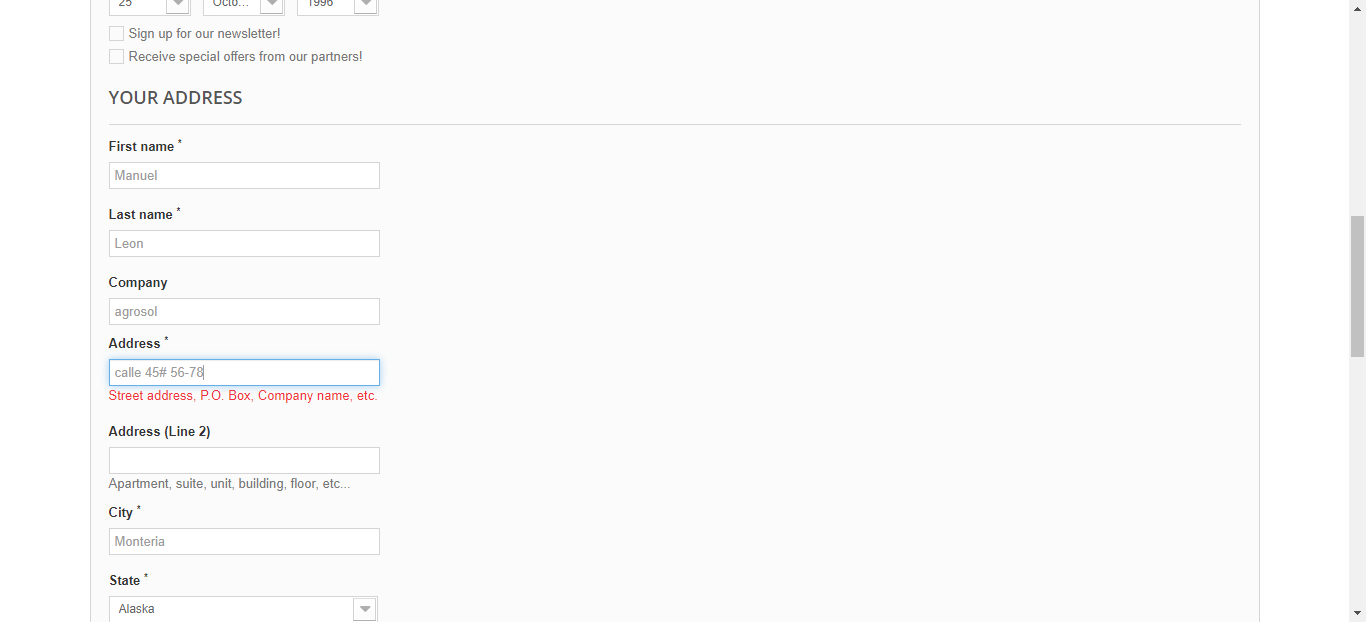 25 Octo... 1996
Sign up for our newsletter!
Receive special offers from our partners!
YOUR ADDRESS
First name *
Manuel
Last name *
Leon
Company
agrosol
Address *
calle 45# 56-78
Street address, P.O. Box, Company name, etc.
Address (Line 2)
Apartment, suite, unit, building, floor, etc...
City *
Monteria
State *
Alaska